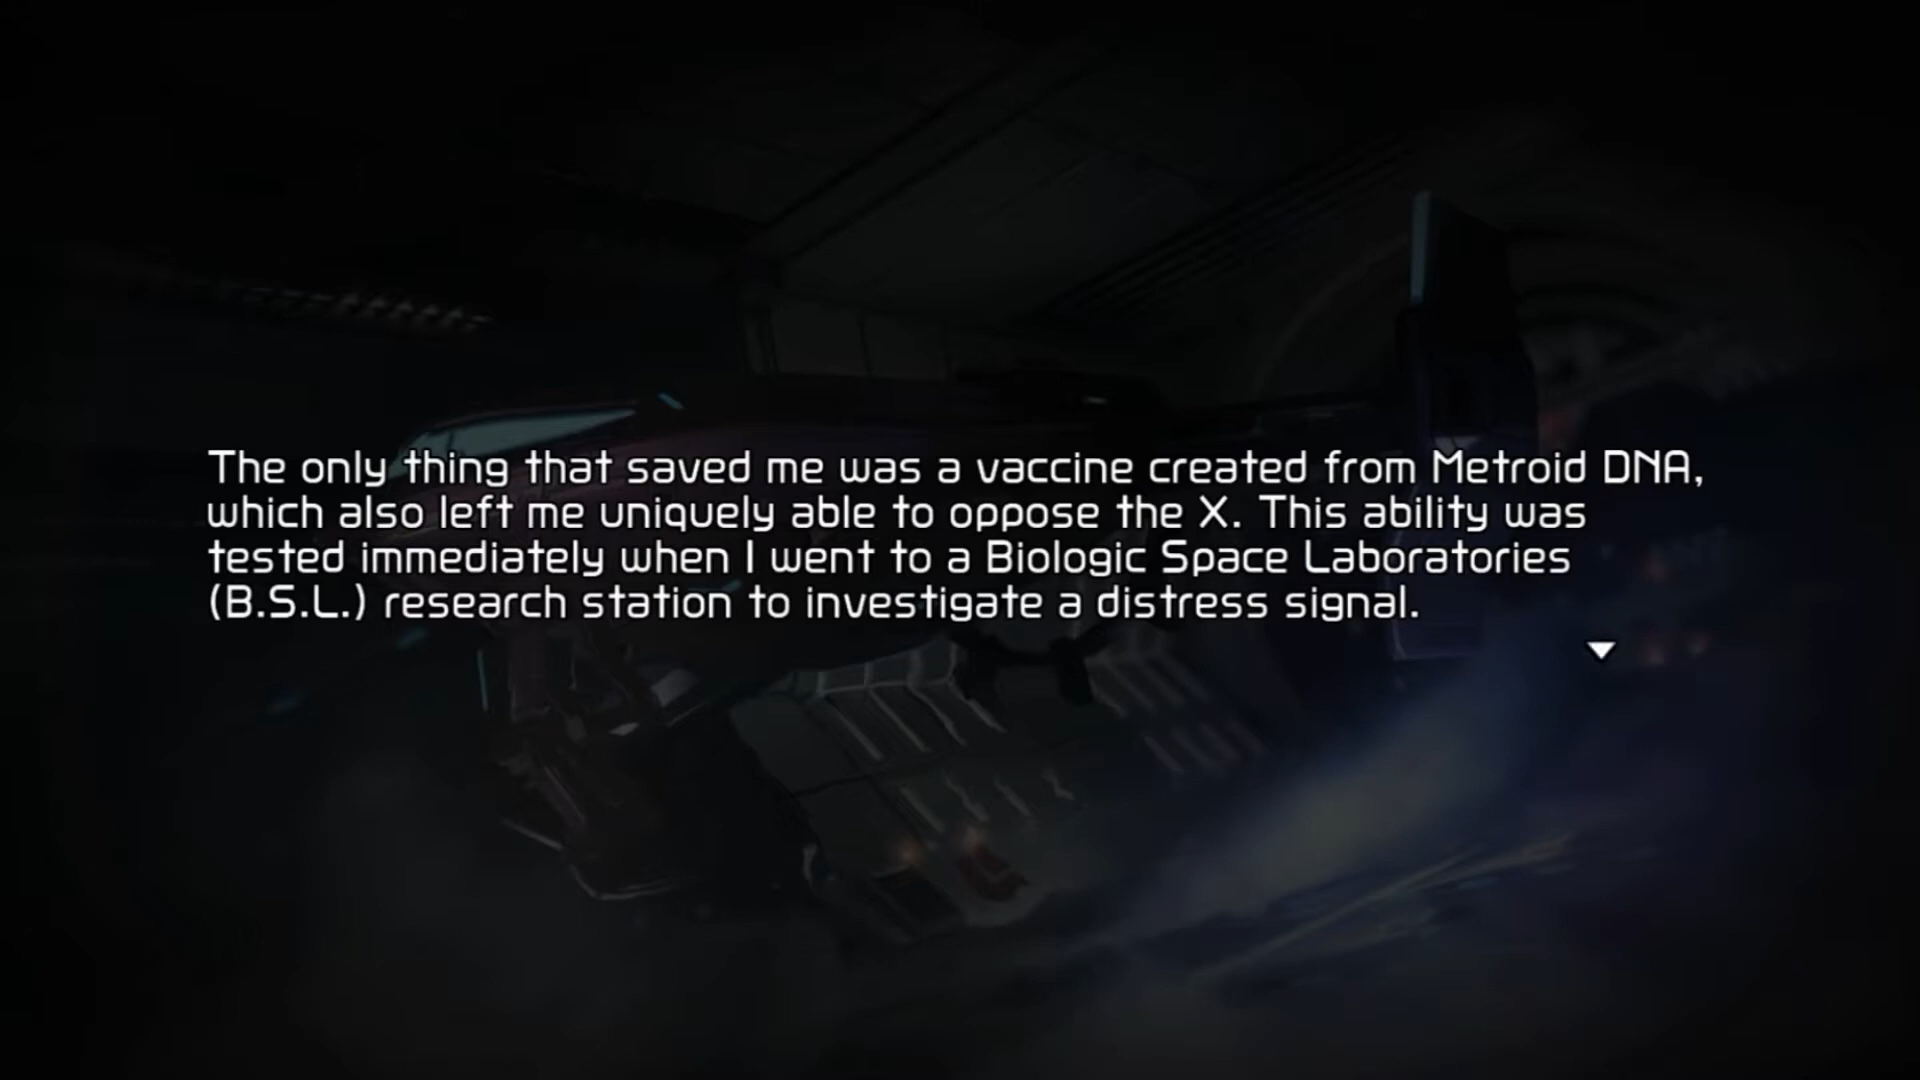 The only thing that saved me was a vaccine created from Metroid DNA,
which also left me uniquely able to oppose the X. This ability was
tested immediately when I went to a Biologic Space Laboratories
(B.S.L.) research station to investigate a distress signal.